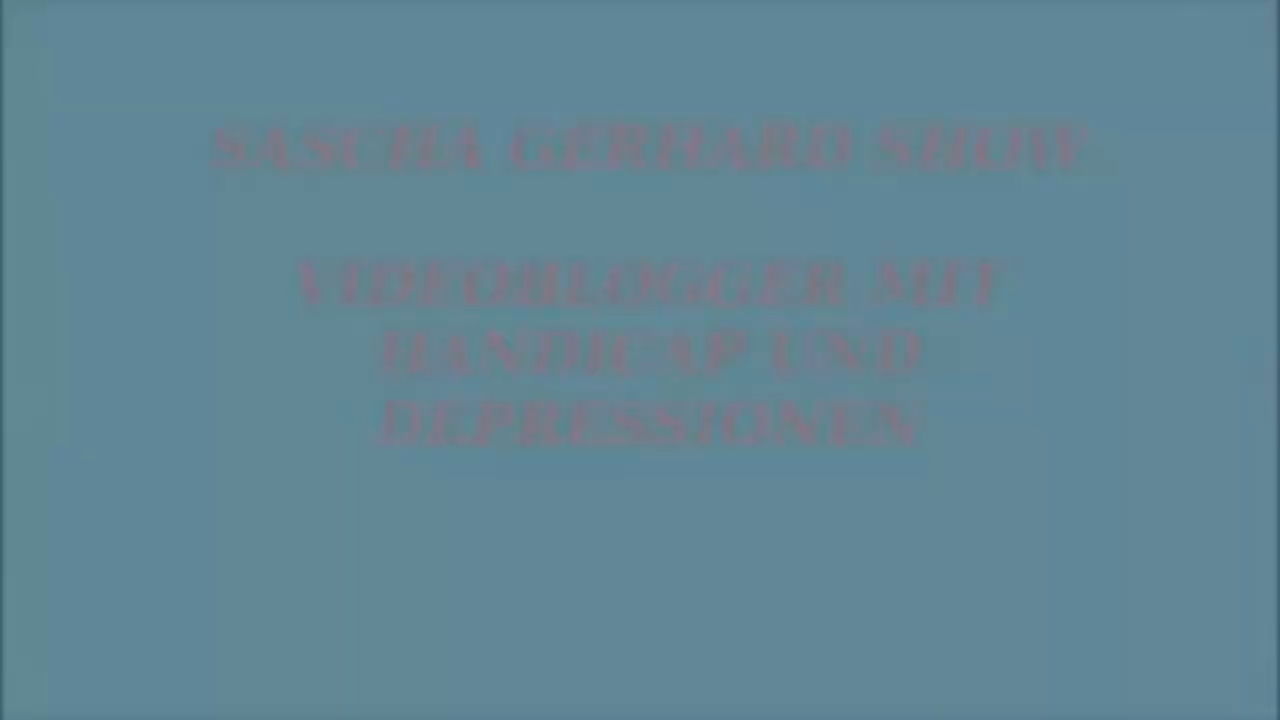 SASCHA GERHARD SHOW
VIDEOBLOGGER MIT
HANDICAP UND
DEPRESSIONEN